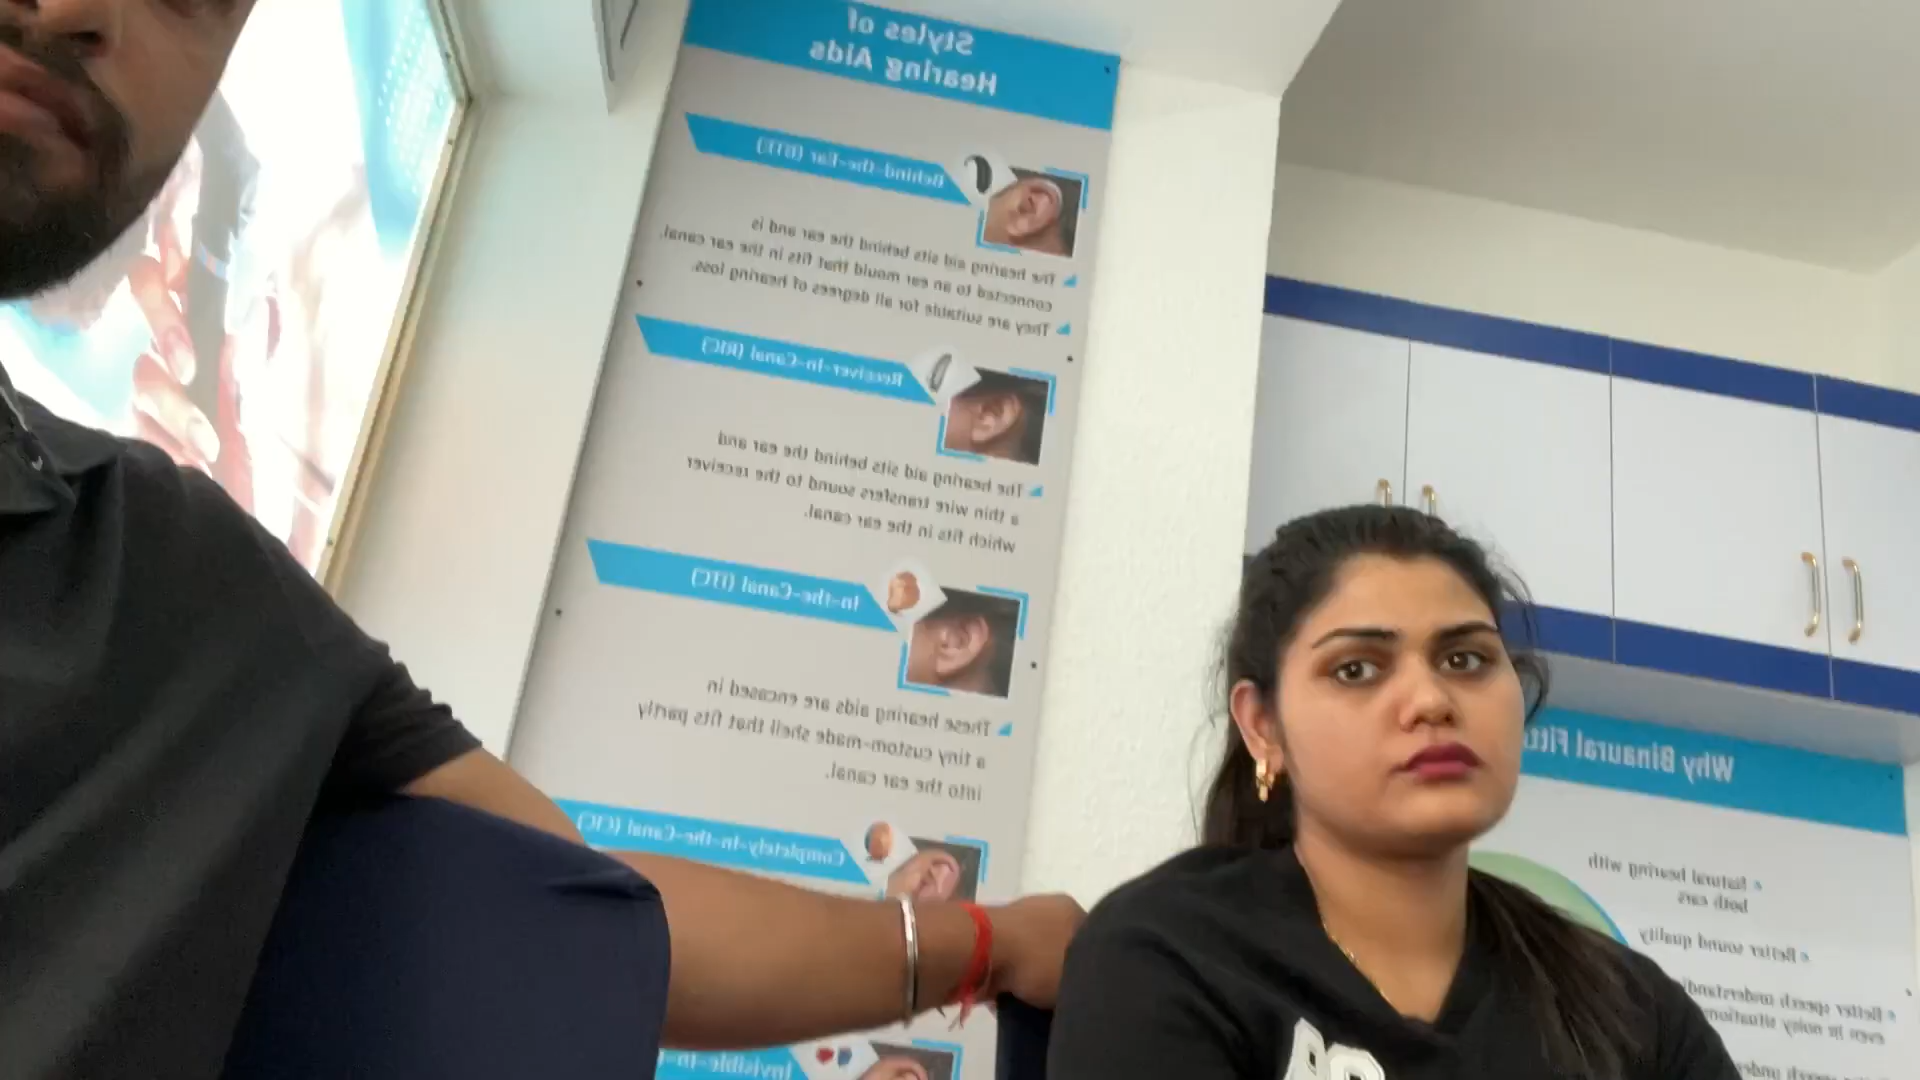 Styles of
Hearing Aids
Behind-the-Ear (BTE)
The hearing aid sits behind the ear and is
connected to an ear mould that fits in the ear canal.
They are suitable for all degrees of hearing loss.
Receiver-In-Canal (RIC)
The hearing aid sits behind the ear and
a thin wire transfers sound to the receiver
which fits in the ear canal.
In-the-Canal (ITC)
These hearing aids are encased in
a tiny custom-made shell that fits partly
into the ear canal.
Completely-In-the-Canal (CIC)
Invisible-In-
Why Binaural
Natural hearing with
both ears
Better sound quality
Better speech
even in noisy situation